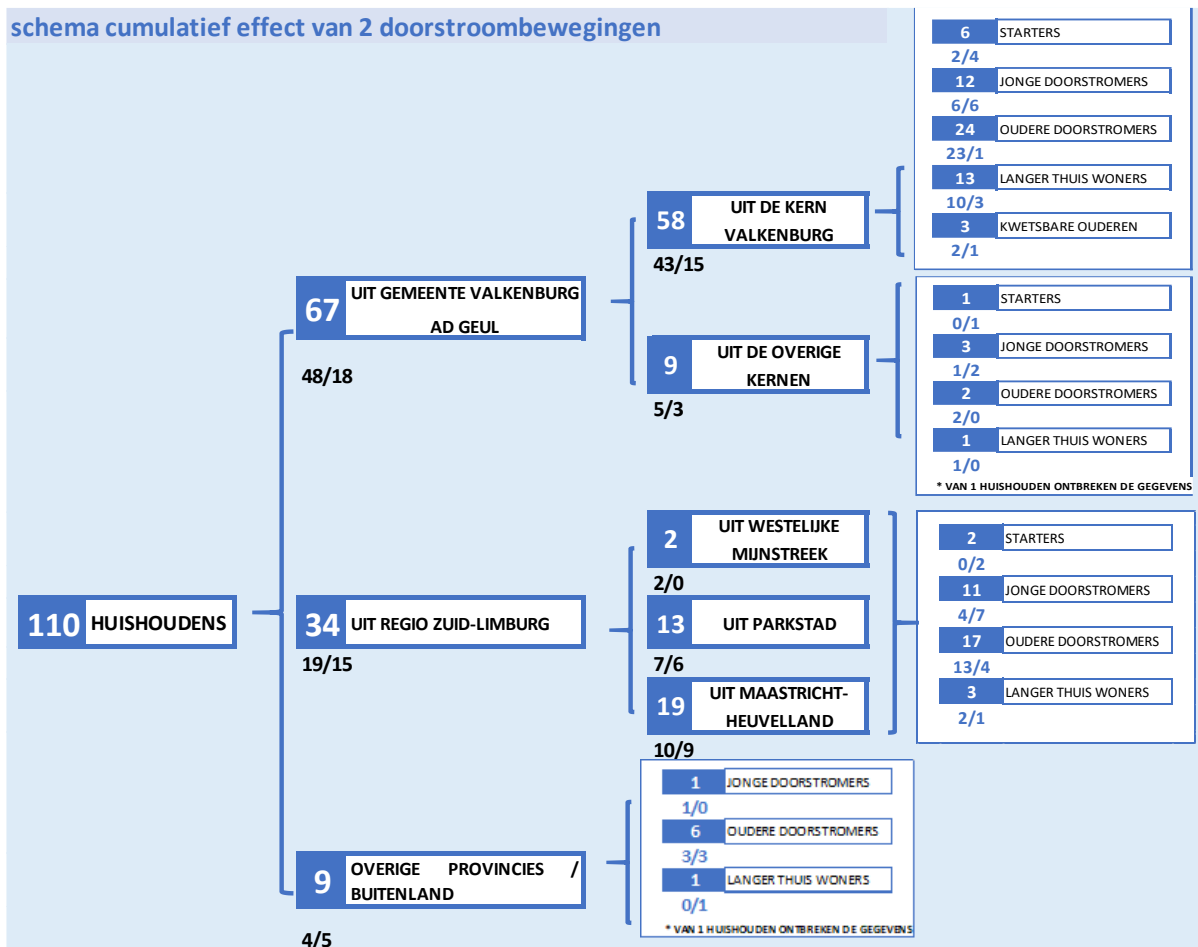 schema cumulatief effect van 2 doorstroombewegingen
110 HUISHOUDENS
67 UIT GEMEENTE VALKENBURG
AD GEUL
48/18
58 UIT DE KERN
VALKENBURG
43/15
6 STARTERS
2/4
12 JONGE DOORSTROMERS
6/6
24 OUDERE DOORSTROMERS
23/1
13 LANGER THUIS WONERS
10/3
3 KWETSBARE OUDEREN
2/1
9 UIT DE OVERIGE
KERNEN
5/3
1 STARTERS
0/1
3 JONGE DOORSTROMERS
1/2
2 OUDERE DOORSTROMERS
2/0
1 LANGER THUIS WONERS
1/0
* VAN 1 HUISHOUDEN ONTBREKEN DE GEGEVENS
34 UIT REGIO ZUID-LIMBURG
19/15
2 UIT WESTELIJKE
MIJNSTREEK
2/0
13 UIT PARKSTAD
7/6
19 UIT MAASTRICHT-
HEUVELLAND
10/9
2 STARTERS
0/2
11 JONGE DOORSTROMERS
4/7
17 OUDERE DOORSTROMERS
13/4
3 LANGER THUIS WONERS
2/1
9 OVERIGE PROVINCIES /
BUITENLAND
4/5
1 JONGE DOORSTROMERS
1/0
6 OUDERE DOORSTROMERS
3/3
1 LANGER THUIS WONERS
0/1
* VAN 1 HUISHOUDEN ONTBREKEN DE GEGEVENS